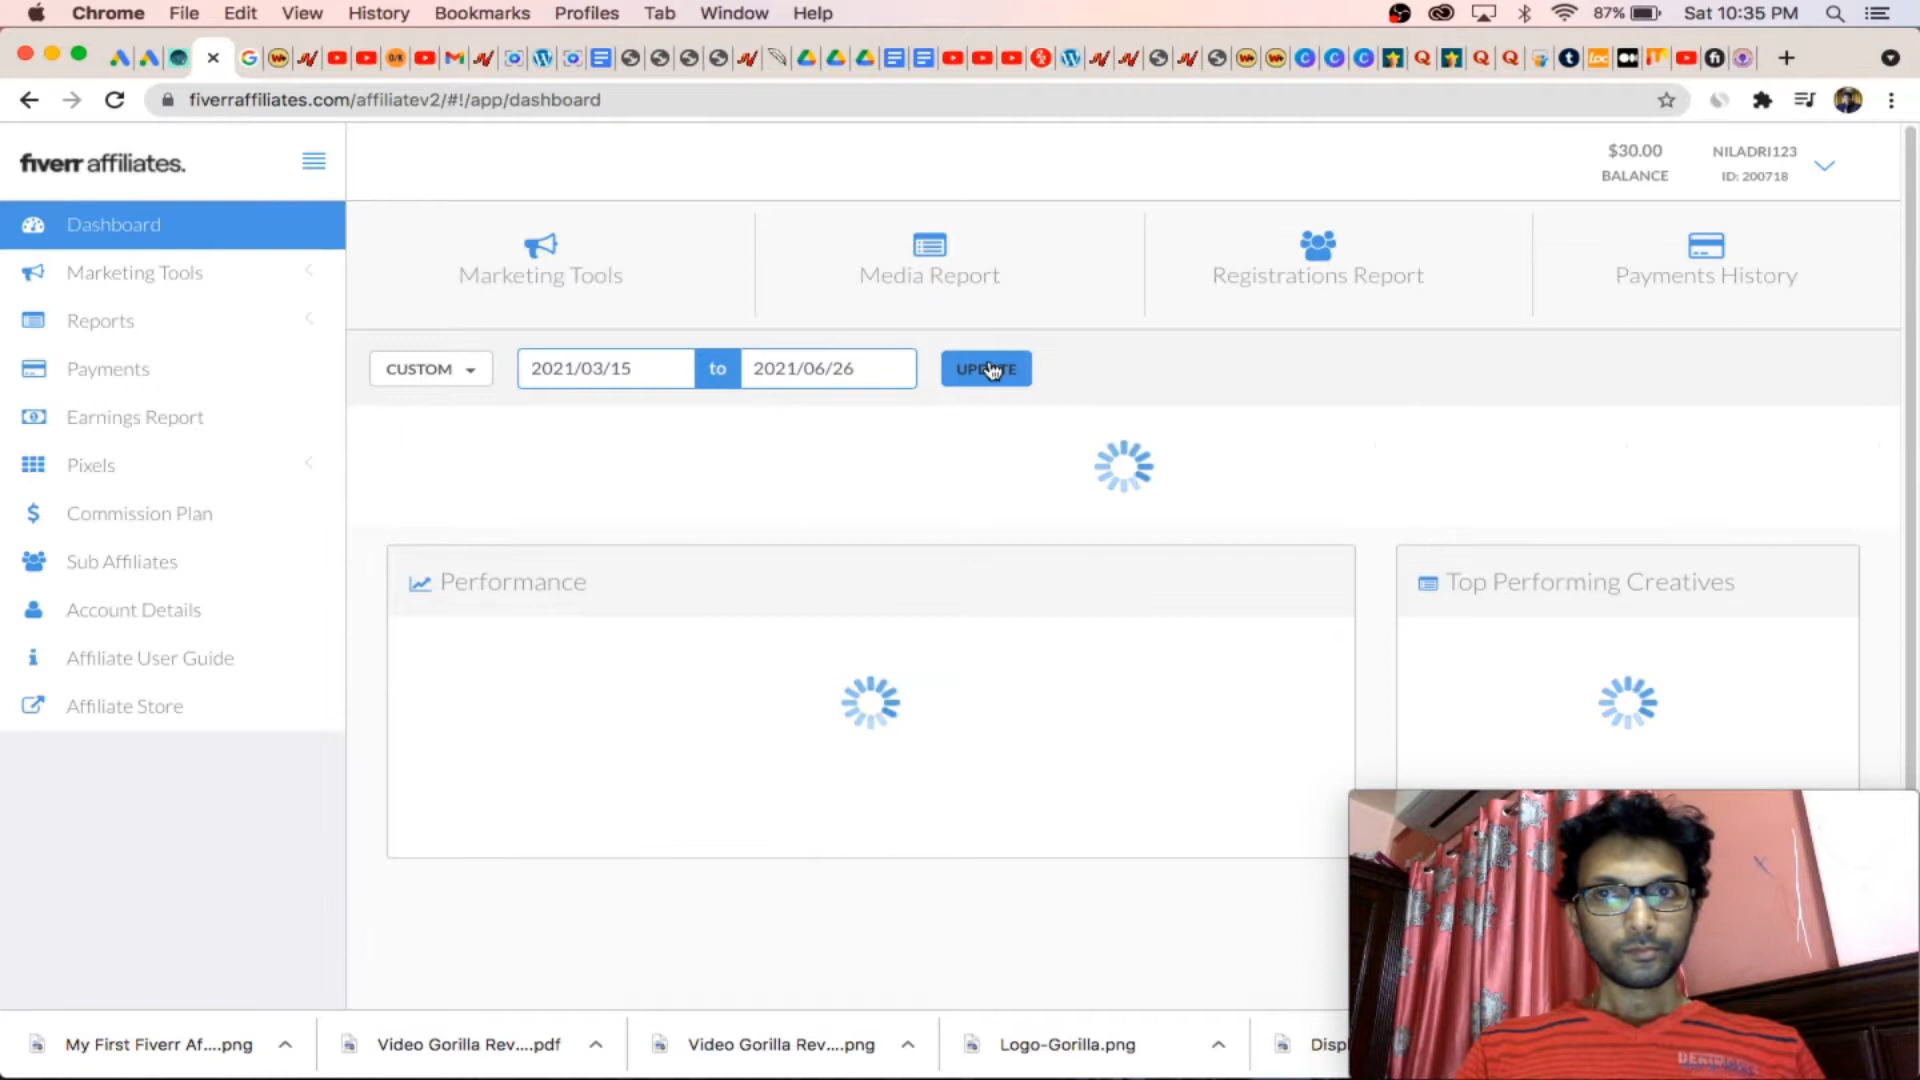 Chrome File Edit View History Bookmarks Profiles Tab Window Help 87% Sat 10:35 PM
fiverraffiliates.com/affiliatev2/#!/app/dashboard
fiverr affiliates.
$30.00 NILADRI123
BALANCE ID: 200718
Dashboard
Marketing Tools
Reports
Payments
Earnings Report
Pixels
Commission Plan
Sub Affiliates
Account Details
Affiliate User Guide
Affiliate Store
Marketing Tools Media Report Registrations Report Payments History
CUSTOM 2021/03/15 to 2021/06/26 UPDATE
Performance Top Performing Creatives
My First Fiverr Af....png Video Gorilla Rev....pdf Video Gorilla Rev....png Logo-Gorilla.png